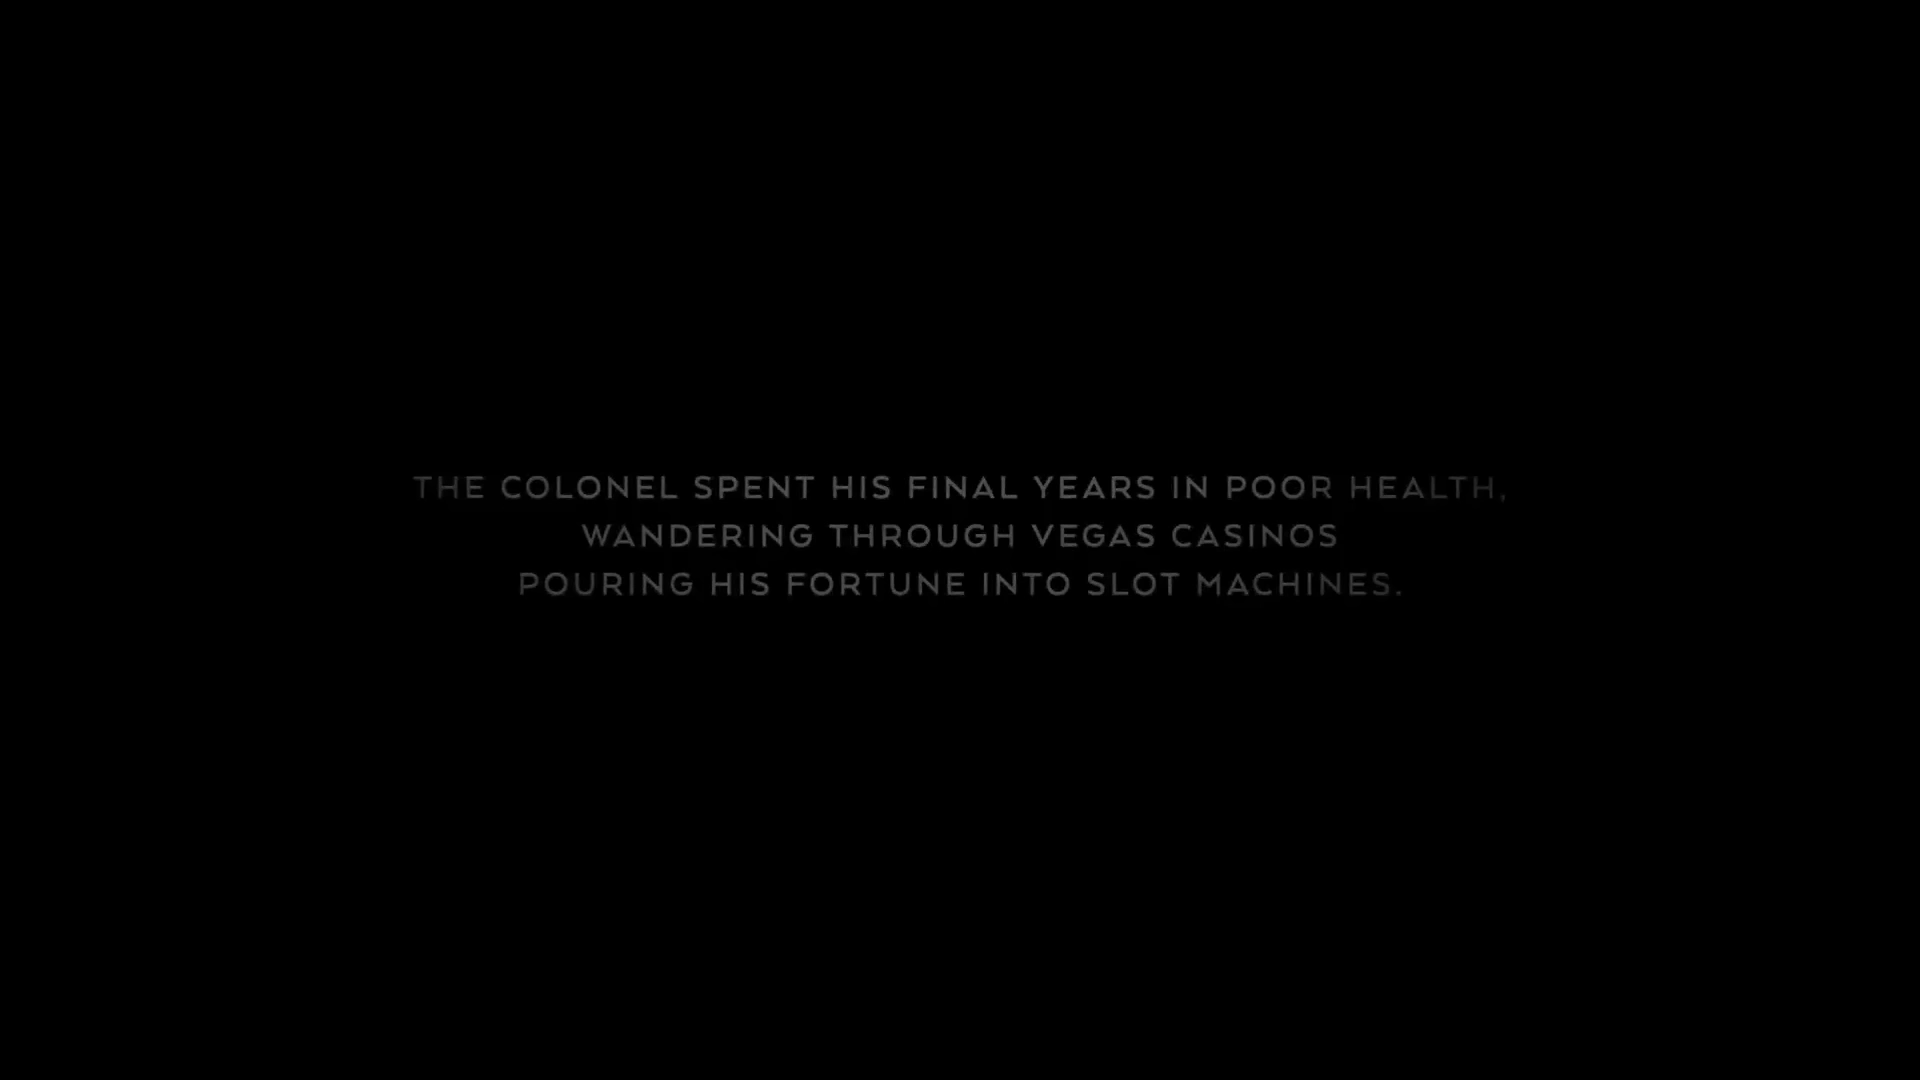 THE COLONEL SPENT HIS FINAL YEARS IN POOR HEALTH,
WANDERING THROUGH VEGAS CASINOS
POURING HIS FORTUNE INTO SLOT MACHINES.